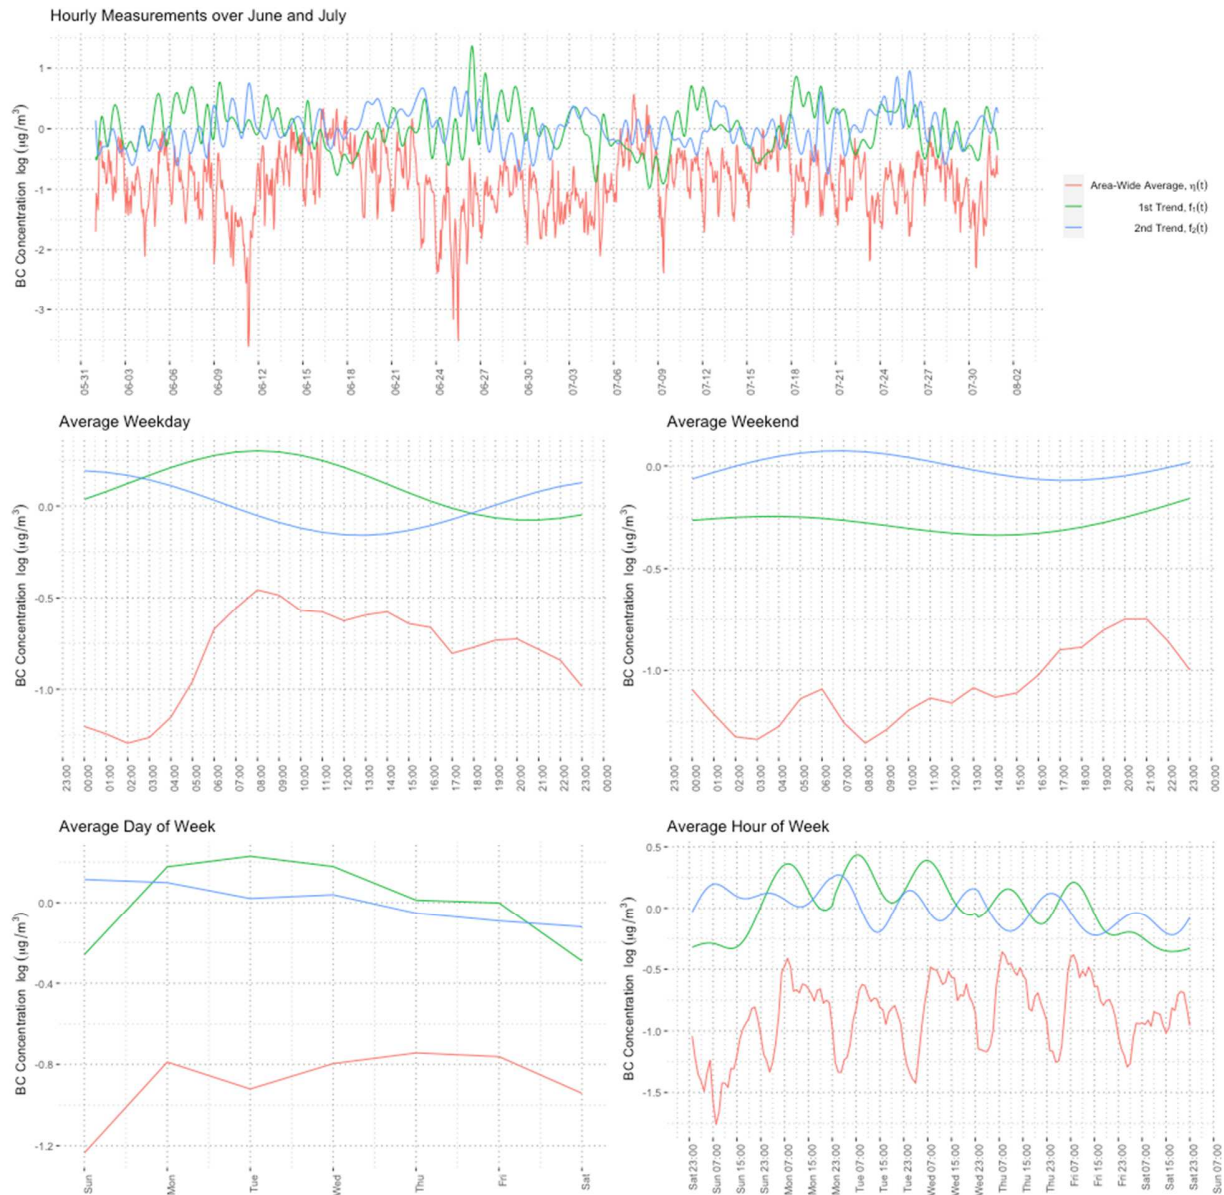 Hourly Measurements over June and July
BC Concentration log (μg/m³)
1
0
-1
-2
-3
05-31 06-03 06-06 06-09 06-12 06-15 06-18 06-21 06-24 06-27 06-30 07-03 07-06 07-09 07-12 07-15 07-18 07-21 07-24 07-27 07-30 08-02
Area-Wide Average, η(t)
1st Trend, f₁(t)
2nd Trend, f₂(t)
Average Weekday
BC Concentration log (μg/m³)
0.0
-0.5
-1.0
23:00 00:00 01:00 02:00 03:00 04:00 05:00 06:00 07:00 08:00 09:00 10:00 11:00 12:00 13:00 14:00 15:00 16:00 17:00 18:00 19:00 20:00 21:00 22:00 23:00 00:00
Average Weekend
BC Concentration log (μg/m³)
0.0
-0.5
-1.0
23:00 00:00 01:00 02:00 03:00 04:00 05:00 06:00 07:00 08:00 09:00 10:00 11:00 12:00 13:00 14:00 15:00 16:00 17:00 18:00 19:00 20:00 21:00 22:00 23:00 00:00
Average Day of Week
BC Concentration log (μg/m³)
0.0
-0.4
-0.8
-1.2
Sun Mon Tue Wed Thu Fri Sat
Average Hour of Week
BC Concentration log (μg/m³)
0.5
0.0
-0.5
-1.0
-1.5
Sat 23:00 Sun 07:00 Sun 15:00 Sun 23:00 Mon 07:00 Mon 15:00 Mon 23:00 Tue 07:00 Tue 15:00 Tue 23:00 Wed 07:00 Wed 15:00 Wed 23:00 Thu 07:00 Thu 15:00 Thu 23:00 Fri 07:00 Fri 15:00 Fri 23:00 Sat 07:00 Sat 15:00 Sat 23:00 Sun 07:00